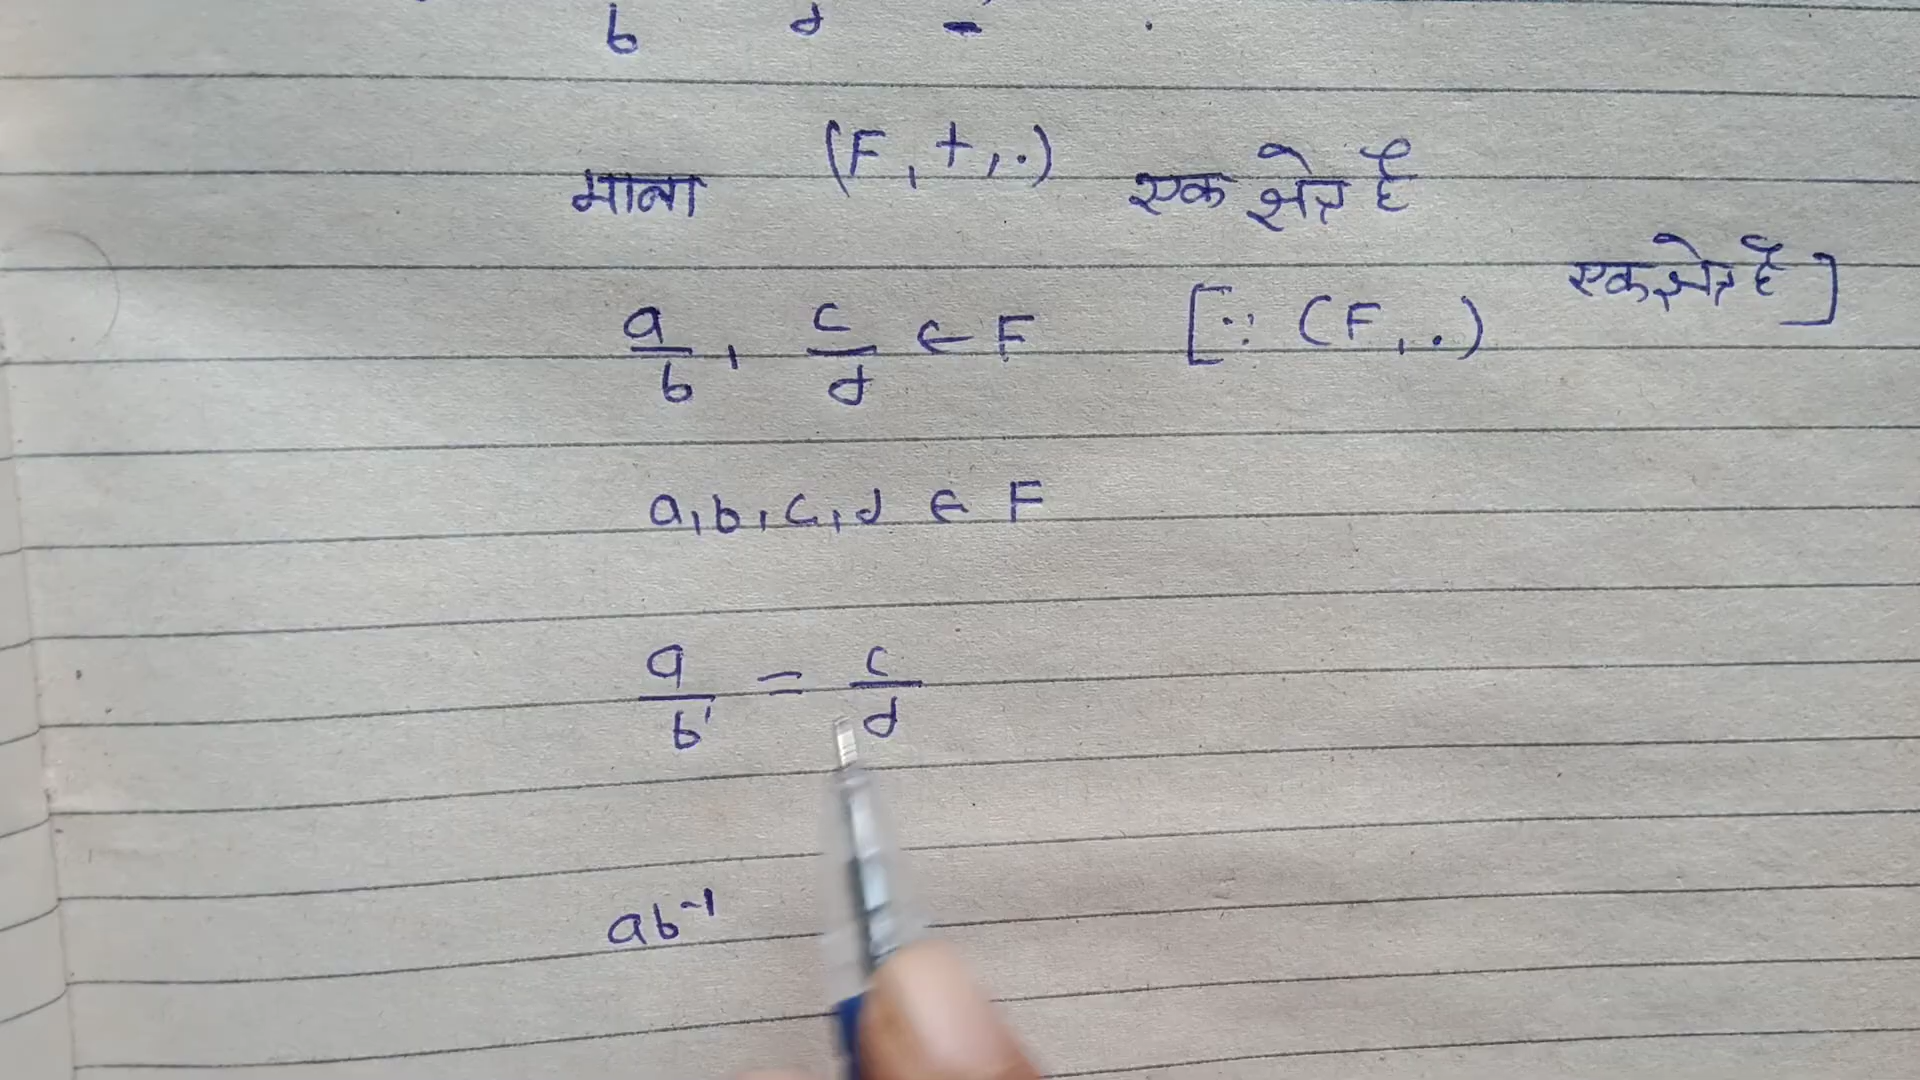 b d
माना (F, +, .) एक क्षेत्र है
a/b, c/d ∈ F [∵ (F, .) एक क्षेत्र है]
a, b, c, d ∈ F
a/b = c/d
ab⁻¹